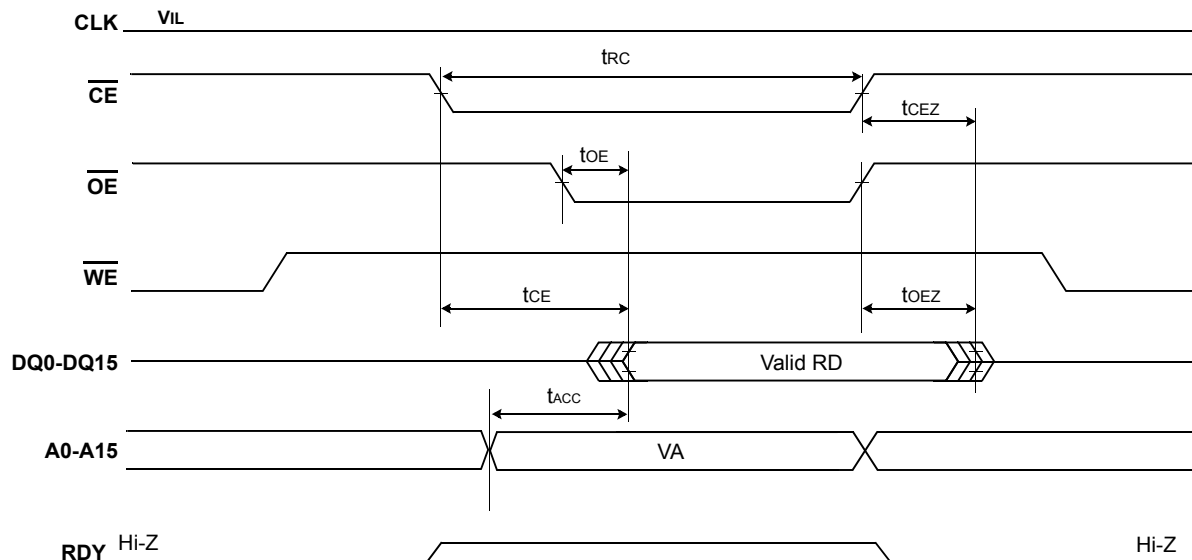 CLK VIL
tRC
CE
tCEZ
tOE
OE
WE
tCE tOEZ
DQ0-DQ15 Valid RD
tACC
A0-A15 VA
RDY Hi-Z Hi-Z